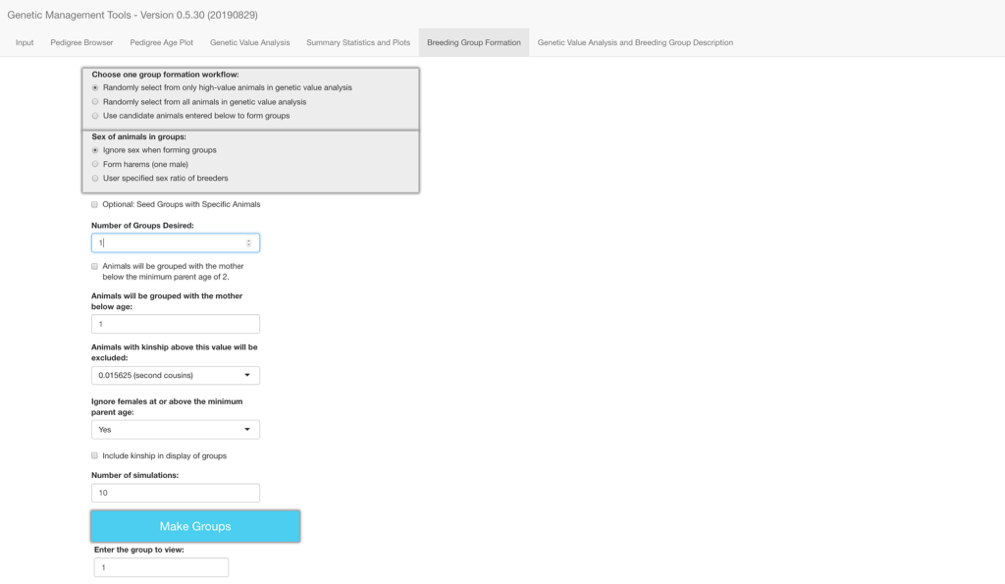 Genetic Management Tools - Version 0.5.30 (20190829)
Input Pedigree Browser Pedigree Age Plot Genetic Value Analysis Summary Statistics and Plots Breeding Group Formation Genetic Value Analysis and Breeding Group Description
Choose one group formation workflow:
Randomly select from only high-value animals in genetic value analysis
Randomly select from all animals in genetic value analysis
Use candidate animals entered below to form groups
Sex of animals in groups:
Ignore sex when forming groups
Form harems (one male)
User specified sex ratio of breeders
Optional: Seed Groups with Specific Animals
Number of Groups Desired:
1
Animals will be grouped with the mother
below the minimum parent age of 2.
Animals will be grouped with the mother
below age:
1
Animals with kinship above this value will be
excluded:
0.015625 (second cousins)
Ignore females at or above the minimum
parent age:
Yes
Include kinship in display of groups
Number of simulations:
10
Make Groups
Enter the group to view:
1